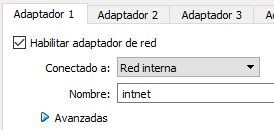 Adaptador 1 Adaptador 2 Adaptador 3
Habilitar adaptador de red
Conectado a: Red interna
Nombre: intnet
Avanzadas